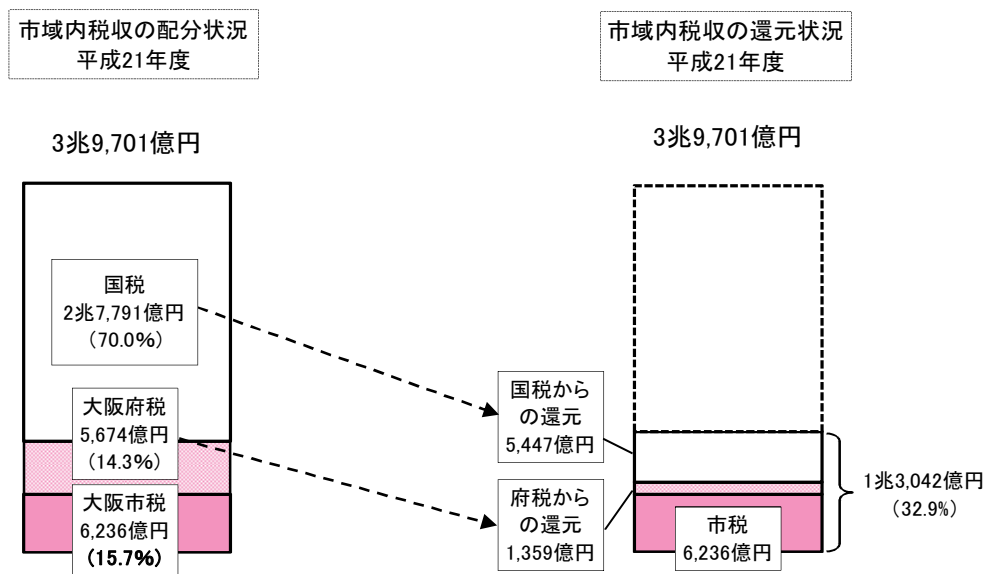 市域内税収の配分状況
平成21年度
3兆9,701億円
国税
2兆7,791億円
（70.0%）
大阪府税
5,674億円
（14.3%）
大阪市税
6,236億円
（15.7%）
市域内税収の還元状況
平成21年度
3兆9,701億円
国税から
の還元
5,447億円
府税から
の還元
1,359億円
市税
6,236億円
1兆3,042億円
（32.9%）